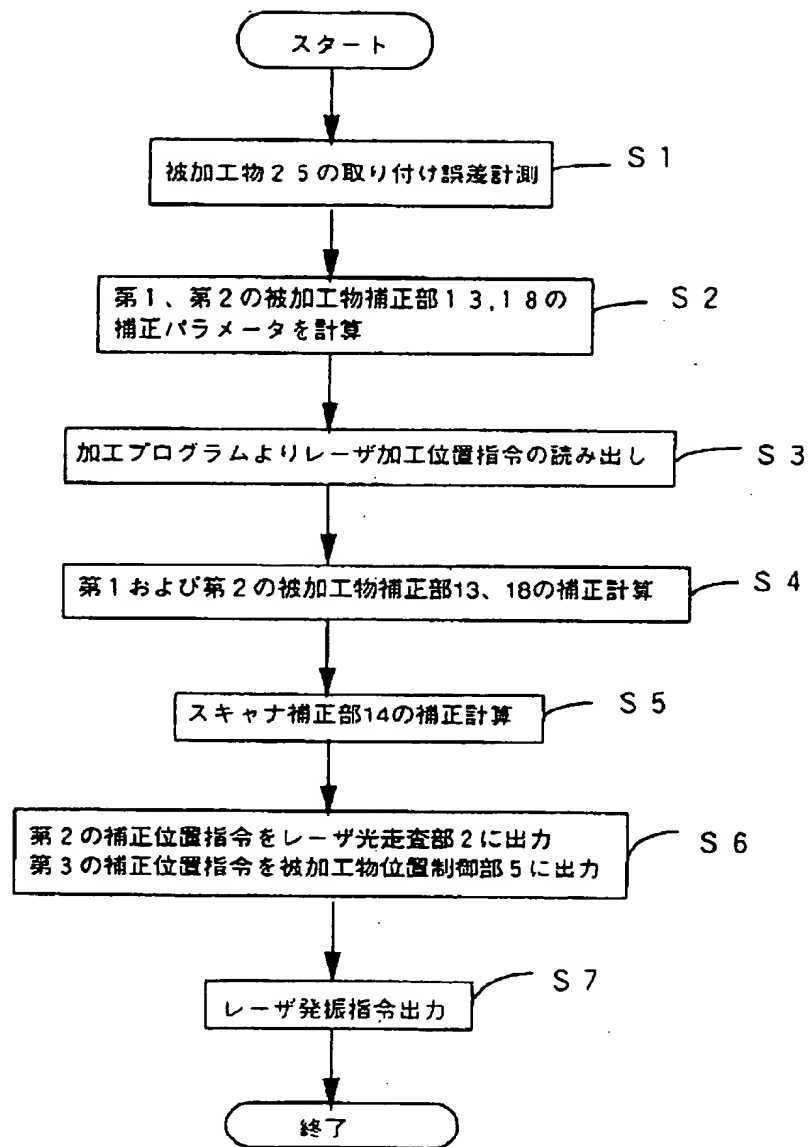 スタート
被加工物２５の取り付け誤差計測
Ｓ１
第１、第２の被加工物補正部１３,１８の
補正パラメータを計算
Ｓ２
加工プログラムよりレーザ加工位置指令の読み出し
Ｓ３
第１および第２の被加工物補正部13、18の補正計算
Ｓ４
スキャナ補正部14の補正計算
Ｓ５
第２の補正位置指令をレーザ光走査部２に出力
第３の補正位置指令を被加工物位置制御部５に出力
Ｓ６
レーザ発振指令出力
Ｓ７
終了